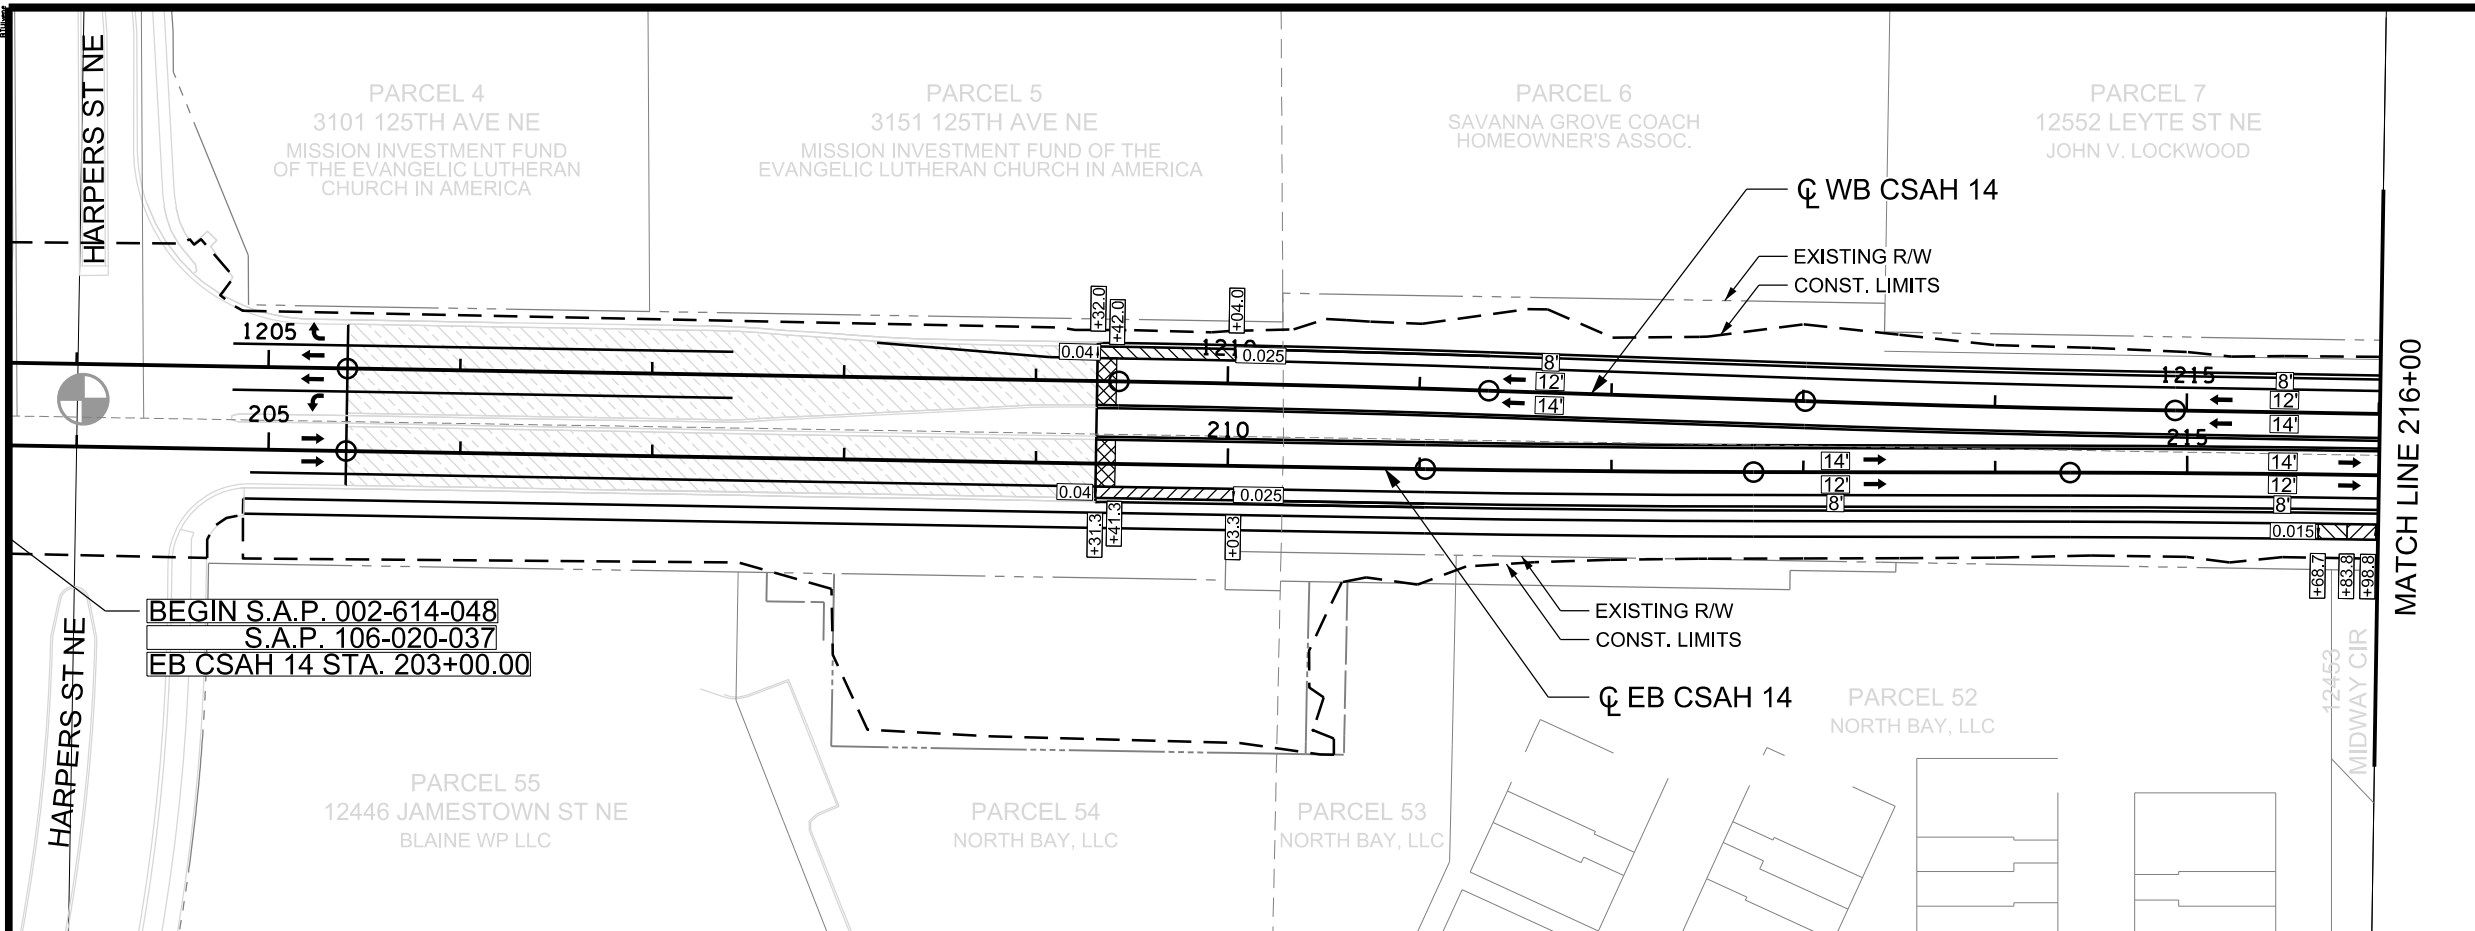 HARPERS ST NE
PARCEL 4
3101 125TH AVE NE
MISSION INVESTMENT FUND
OF THE EVANGELIC LUTHERAN
CHURCH IN AMERICA
PARCEL 5
3151 125TH AVE NE
MISSION INVESTMENT FUND OF THE
EVANGELIC LUTHERAN CHURCH IN AMERICA
PARCEL 6
SAVANNA GROVE COACH
HOMEOWNER'S ASSOC.
PARCEL 7
12552 LEYTE ST NE
JOHN V. LOCKWOOD
℄ WB CSAH 14
EXISTING R/W
CONST. LIMITS
+32.0
+42.0
+04.0
1205
0.04
1210
0.025
8'
12'
14'
1215
8'
12'
14'
205
210
215
14'
12'
8'
14'
12'
8'
0.04
0.025
0.015
+31.3
+41.3
+03.3
+68.7
+83.8
+98.8
MATCH LINE 216+00
BEGIN S.A.P. 002-614-048
S.A.P. 106-020-037
EB CSAH 14 STA. 203+00.00
HARPERS ST NE
EXISTING R/W
CONST. LIMITS
℄ EB CSAH 14
PARCEL 52
NORTH BAY, LLC
12453
MIDWAY CIR
PARCEL 55
12446 JAMESTOWN ST NE
BLAINE WP LLC
PARCEL 54
NORTH BAY, LLC
PARCEL 53
NORTH BAY, LLC